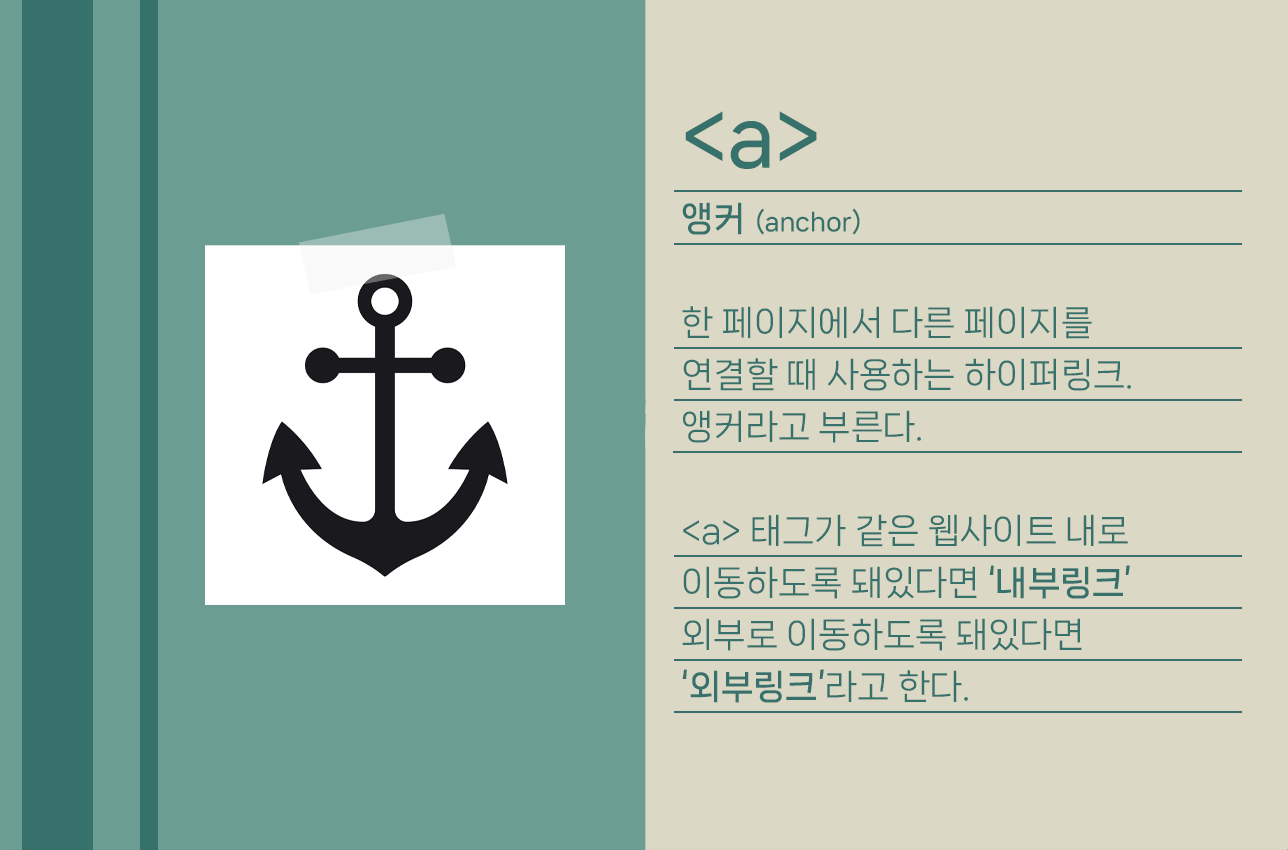 <a>
앵커 (anchor)
한 페이지에서 다른 페이지를
연결할 때 사용하는 하이퍼링크.
앵커라고 부른다.
<a> 태그가 같은 웹사이트 내로
이동하도록 돼있다면 '내부링크'
외부로 이동하도록 돼있다면
'외부링크'라고 한다.